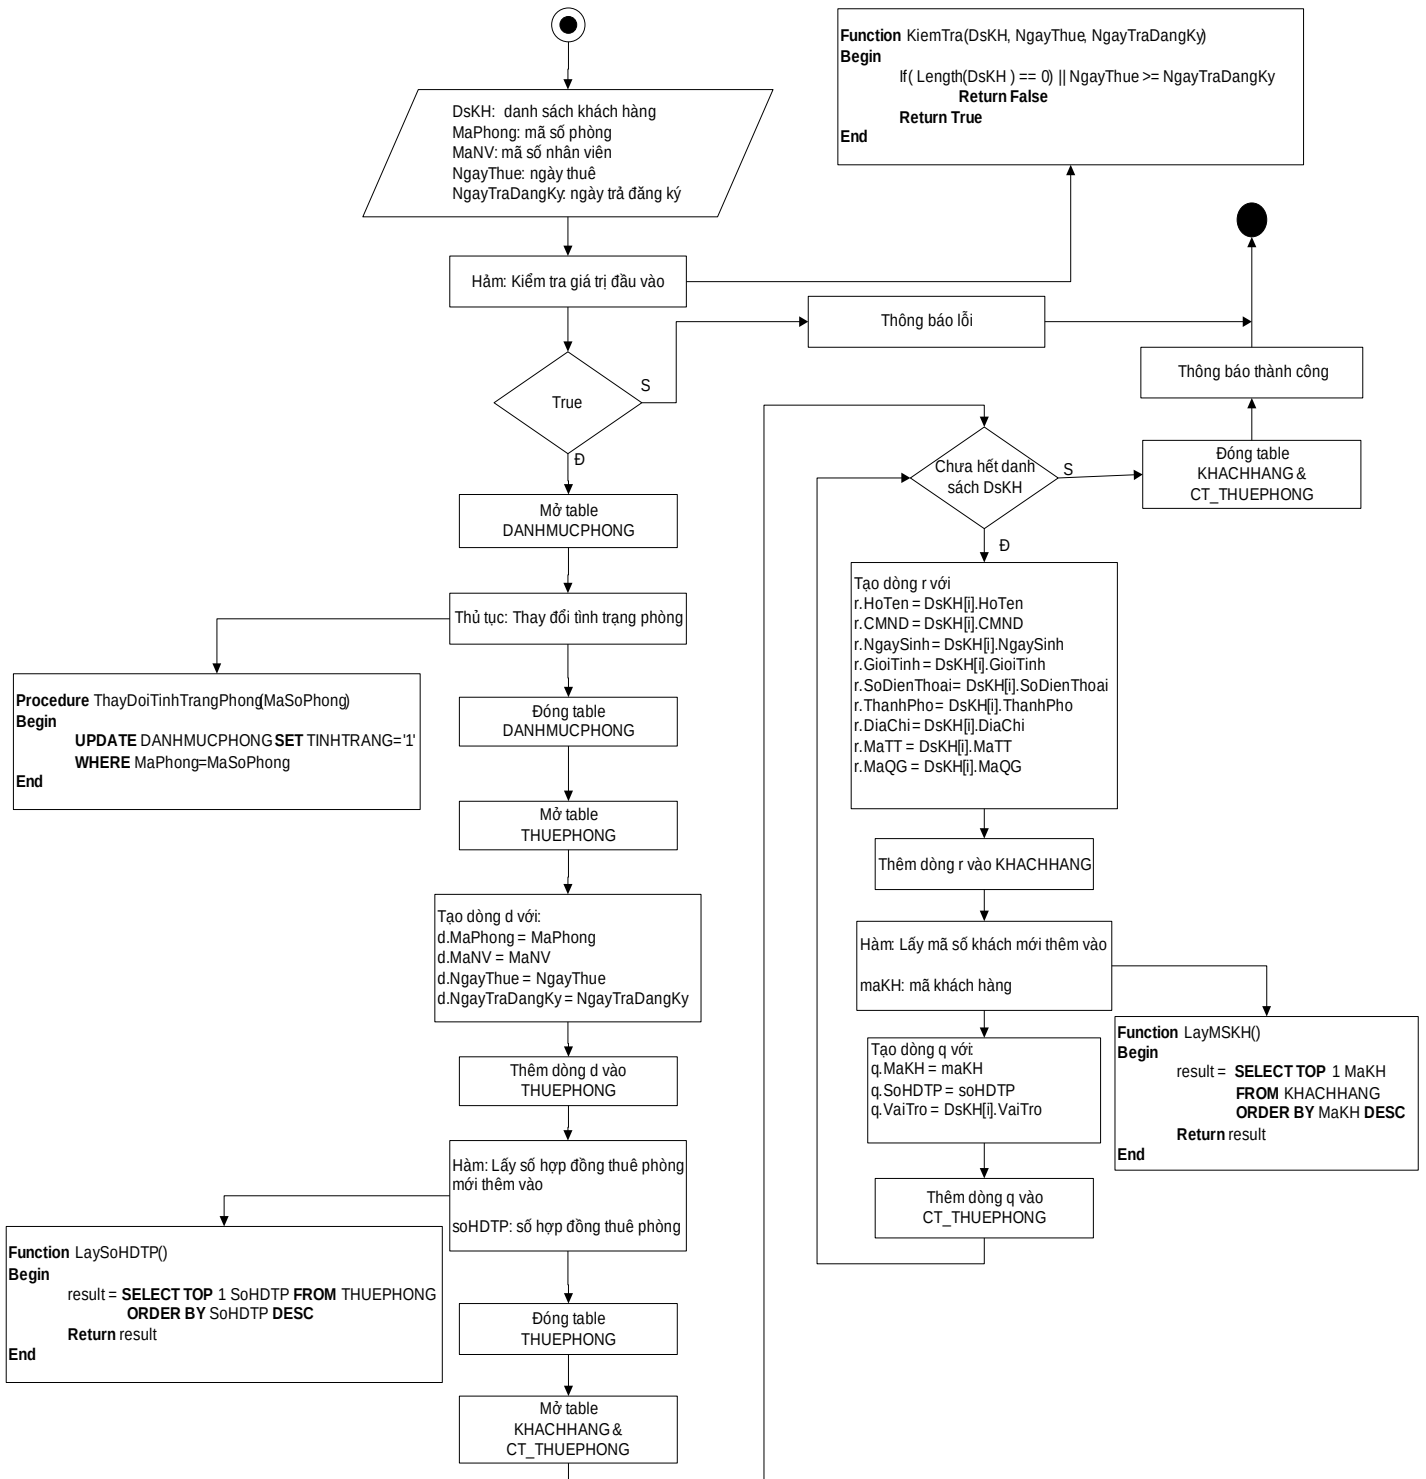 DsKH: danh sách khách hàng
MaPhong: mã số phòng
MaNV: mã số nhân viên
NgayThue: ngày thuê
NgayTraDangKy: ngày trả đăng ký
Hảm: Kiểm tra giá trị đầu vào
Function KiemTra(DsKH, NgayThue, NgayTraDangKy)
Begin
If( Length(DsKH ) == 0) || NgayThue >= NgayTraDangKy
Return False
Return True
End
True
S
Đ
Thông báo lỗi
Mở table
DANHMUCPHONG
Thủ tục: Thay đổi tình trạng phòng
Procedure ThayDoiTinhTrangPhong(MaSoPhong)
Begin
UPDATE DANHMUCPHONG SET TINHTRANG='1'
WHERE MaPhong=MaSoPhong
End
Đóng table
DANHMUCPHONG
Mở table
THUEPHONG
Tạo dòng d với:
d.MaPhong = MaPhong
d.MaNV = MaNV
d.NgayThue = NgayThue
d.NgayTraDangKy = NgayTraDangKy
Thêm dòng d vào
THUEPHONG
Hàm: Lấy số hợp đồng thuê phòng
mới thêm vào
soHDTP: số hợp đồng thuê phòng
Function LaySoHDTP()
Begin
result = SELECT TOP 1 SoHDTP FROM THUEPHONG
ORDER BY SoHDTP DESC
Return result
End
Đóng table
THUEPHONG
Mở table
KHACHHANG &
CT_THUEPHONG
Chưa hết danh
sách DsKH
S
Đ
Đóng table
KHACHHANG &
CT_THUEPHONG
Thông báo thành công
Tạo dòng r với
r.HoTen = DsKH[i].HoTen
r.CMND = DsKH[i].CMND
r.NgaySinh = DsKH[i].NgaySinh
r.GioiTinh = DsKH[i].GioiTinh
r.SoDienThoai= DsKH[i].SoDienThoai
r.ThanhPho= DsKH[i].ThanhPho
r.DiaChi = DsKH[i].DiaChi
r.MaTT = DsKH[i].MaTT
r.MaQG = DsKH[i].MaQG
Thêm dòng r vào KHACHHANG
Hàm: Lấy mã số khách mới thêm vào
maKH: mã khách hàng
Function LayMSKH()
Begin
result = SELECT TOP 1 MaKH
FROM KHACHHANG
ORDER BY MaKH DESC
Return result
End
Tạo dòng q với:
q.MaKH = maKH
q.SoHDTP = soHDTP
q.VaiTro = DsKH[i].VaiTro
Thêm dòng q vào
CT_THUEPHONG